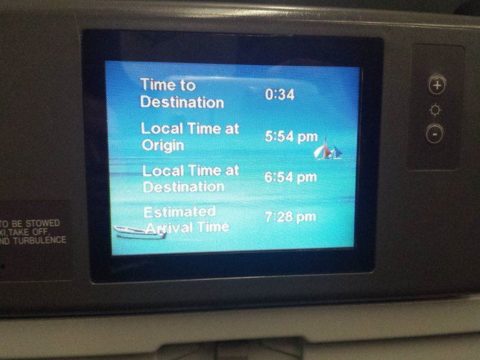 Time to
Destination
0:34
Local Time at
Origin
5:54 pm
Local Time at
Destination
6:54 pm
Estimated
Arrival Time
7:28 pm
TO BE STOWED
TAKE OFF
ND TURBULENCE